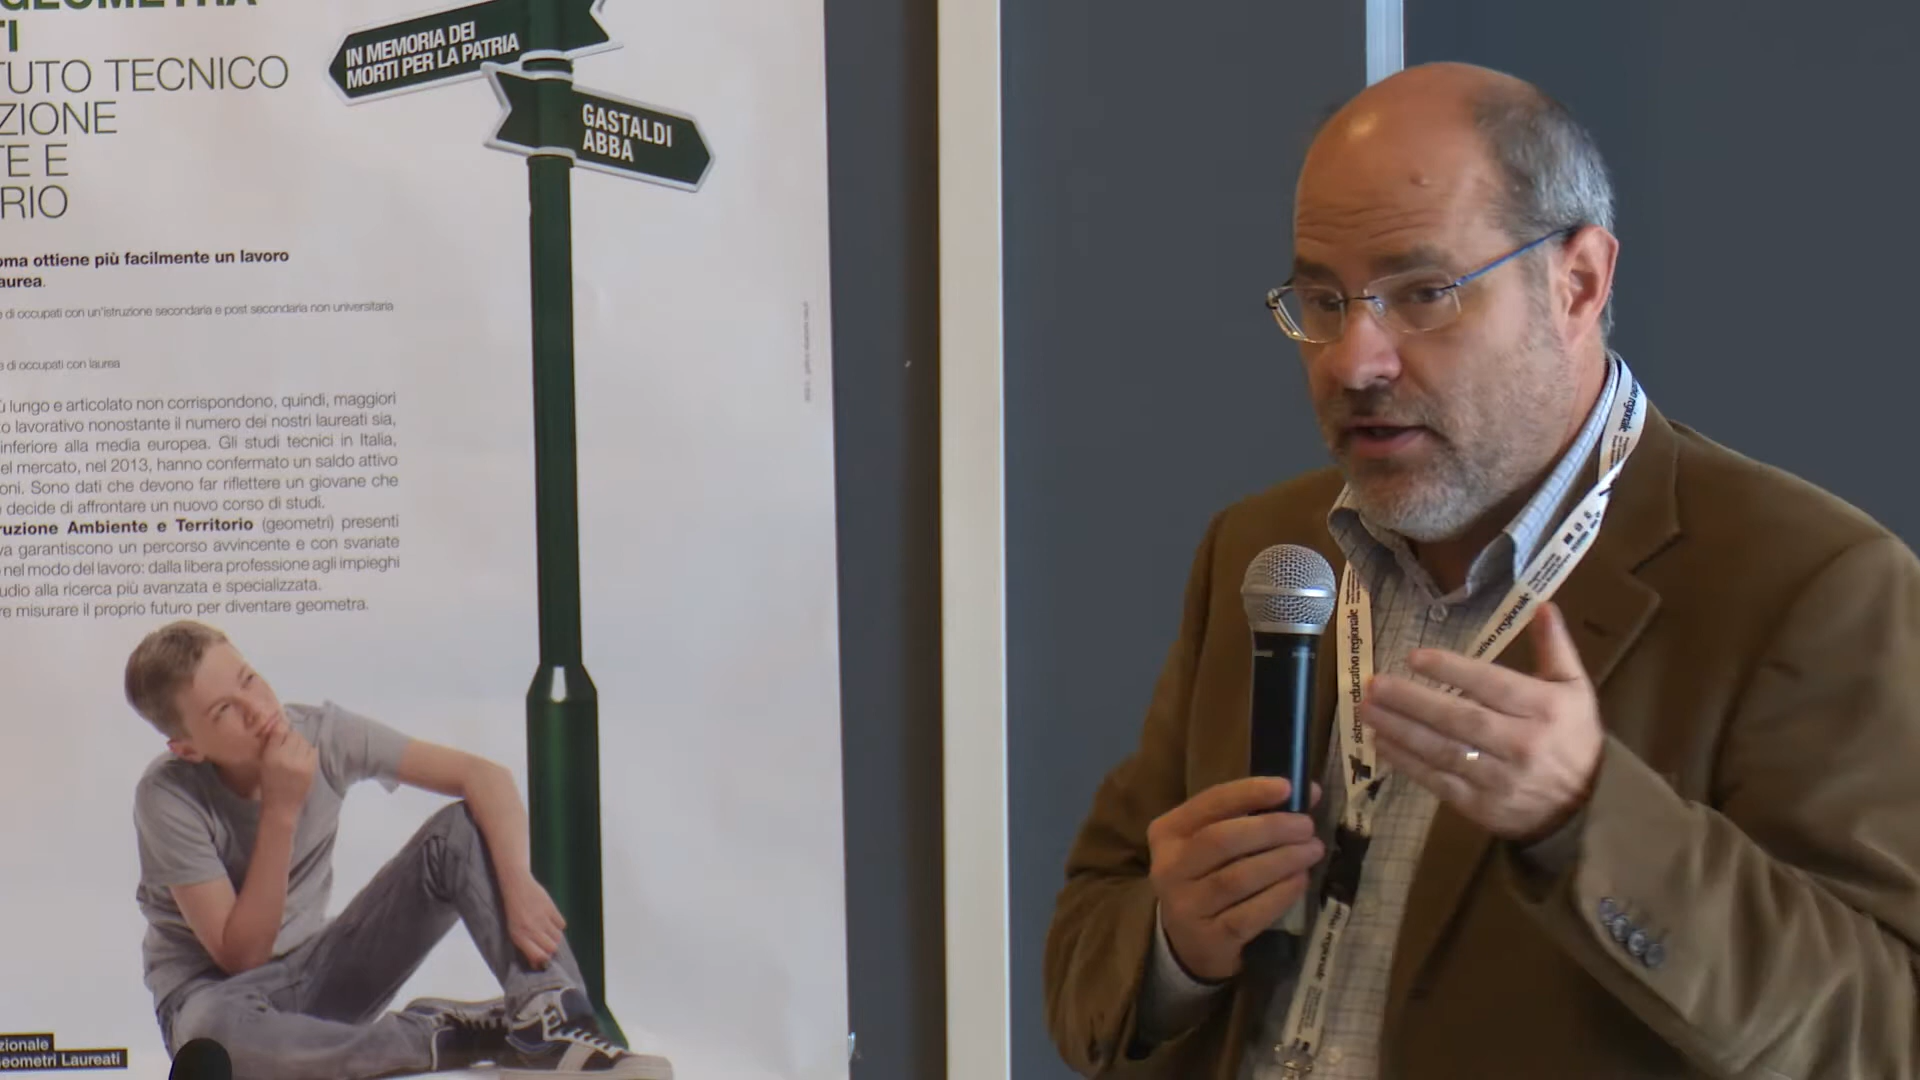 GEOMETRA
TI
TUTO TECNICO
ZIONE
TE E
RIO
IN MEMORIA DEI
MORTI PER LA PATRIA
GASTALDI
ABBA
oma ottiene più facilmente un lavoro
aurea.
e di occupati con un'istruzione secondaria e post secondaria non universitaria
e di occupati con laurea
ù lungo e articolato non corrispondono, quindi, maggiori
o lavorativo nonostante il numero dei nostri laureati sia,
inferiore alla media europea. Gli studi tecnici in Italia,
el mercato, nel 2013, hanno confermato un saldo attivo
oni. Sono dati che devono far riflettere un giovane che
decide di affrontare un nuovo corso di studi.
ruzione Ambiente e Territorio (geometri) presenti
va garantiscono un percorso avvincente e con svariate
nel modo del lavoro: dalla libera professione agli impieghi
udio alla ricerca più avanzata e specializzata.
re misurare il proprio futuro per diventare geometra.
zionale
eometri Laureati
sistema educativo regionale
ativo regionale